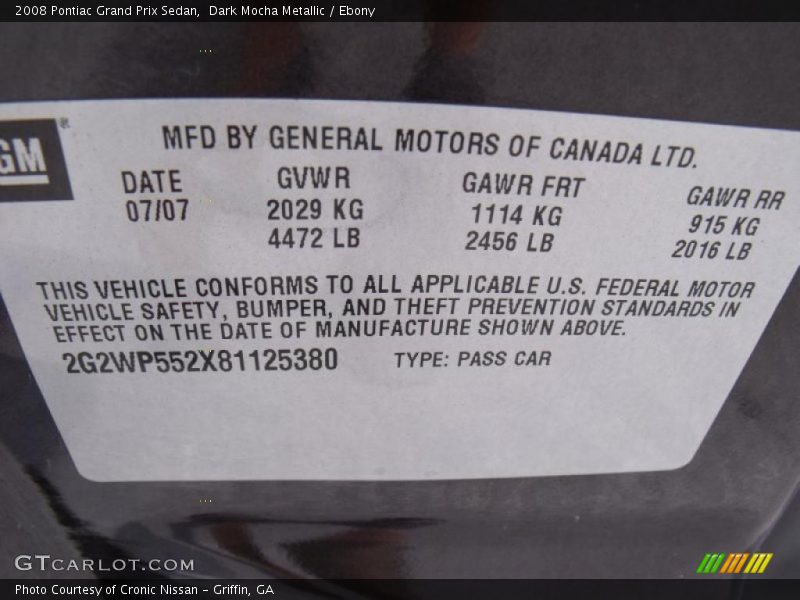 2008 Pontiac Grand Prix Sedan,  Dark Mocha Metallic / Ebony
GM ®
MFD BY GENERAL MOTORS OF CANADA LTD.
DATE GVWR GAWR FRT GAWR RR
07/07 2029 KG 1114 KG 915 KG
4472 LB 2456 LB 2016 LB
THIS VEHICLE CONFORMS TO ALL APPLICABLE U.S. FEDERAL MOTOR
VEHICLE SAFETY, BUMPER, AND THEFT PREVENTION STANDARDS IN
EFFECT ON THE DATE OF MANUFACTURE SHOWN ABOVE.
2G2WP552X81125380 TYPE: PASS CAR
GTCARLOT.COM
Photo Courtesy of Cronic Nissan - Griffin, GA